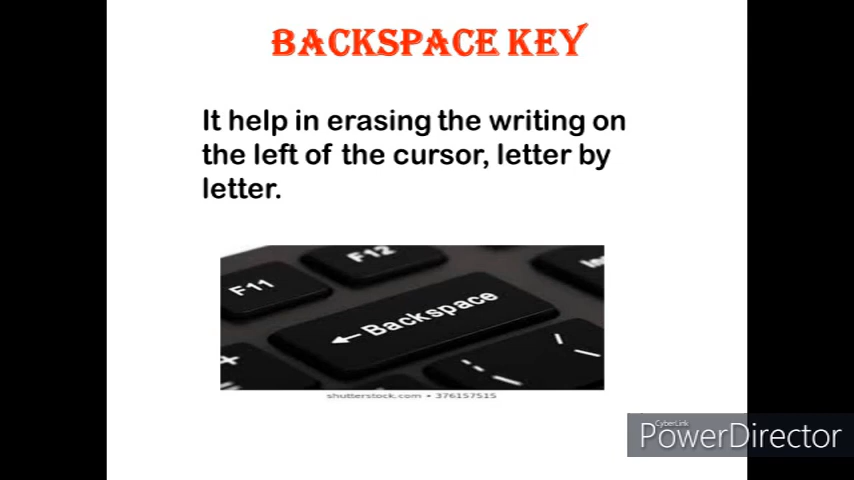 BACKSPACE KEY
It help in erasing the writing on
the left of the cursor, letter by
letter.
F11
F12
← Backspace
+
=
shutterstock.com • 376157515
CyberLink
PowerDirector